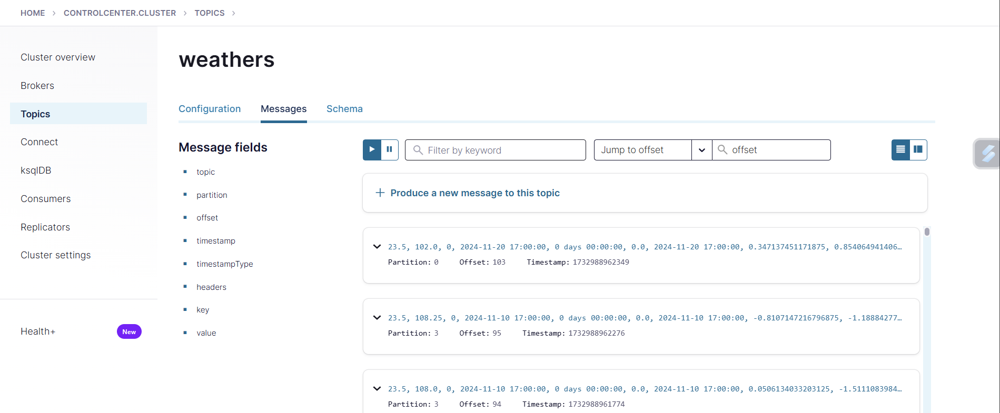 HOME > CONTROLCENTER.CLUSTER > TOPICS >
Cluster overview
Brokers
Topics
Connect
ksqlDB
Consumers
Replicators
Cluster settings
Health+ New
weathers
Configuration Messages Schema
Message fields
topic
partition
offset
timestamp
timestampType
headers
key
value
Filter by keyword Jump to offset offset
Produce a new message to this topic
23.5, 102.0, 0, 2024-11-20 17:00:00, 0 days 00:00:00, 0.0, 2024-11-20 17:00:00, 0.347137451171875, 0.854064941406…
Partition: 0 Offset: 103 Timestamp: 1732988962349
23.5, 108.25, 0, 2024-11-10 17:00:00, 0 days 00:00:00, 0.0, 2024-11-10 17:00:00, -0.8107147216796875, -1.18884277…
Partition: 3 Offset: 95 Timestamp: 1732988962276
23.5, 108.0, 0, 2024-11-10 17:00:00, 0 days 00:00:00, 0.0, 2024-11-10 17:00:00, 0.0506134033203125, -1.5111083984…
Partition: 3 Offset: 94 Timestamp: 1732988961774